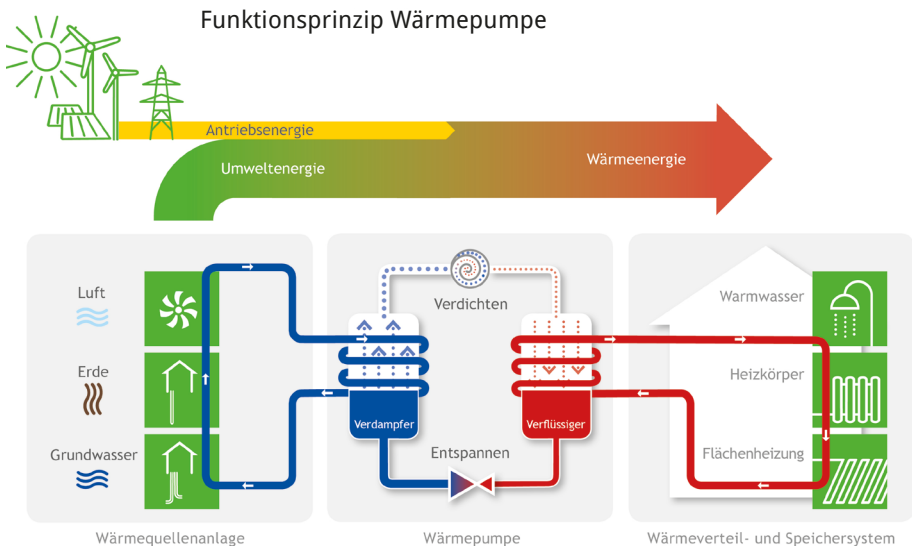 Funktionsprinzip Wärmepumpe
Antriebsenergie
Umweltenergie
Wärmeenergie
Luft
Erde
Grundwasser
Verdichten
Verdampfer
Verflüssiger
Entspannen
Warmwasser
Heizkörper
Flächenheizung
Wärmequellenanlage
Wärmepumpe
Wärmeverteil- und Speichersystem